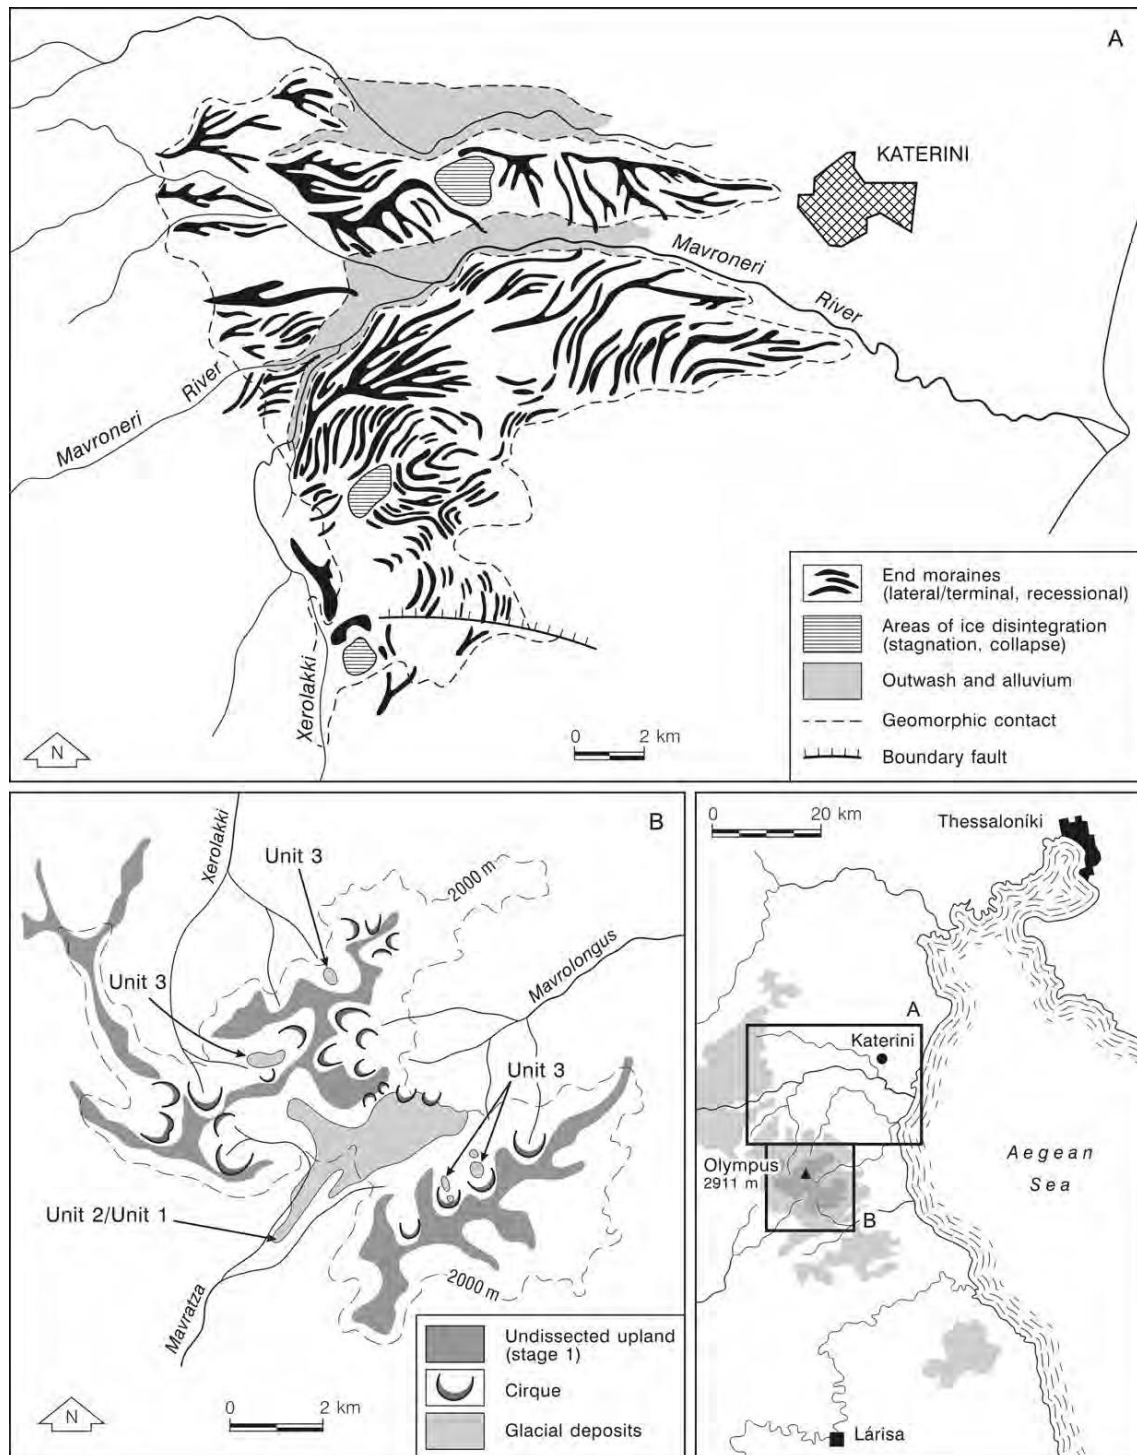 A
KATERINI
Mavroneri
River
River
Mavroneri
Xerolakki
N
0 2 km
End moraines
(lateral/terminal, recessional)
Areas of ice disintegration
(stagnation, collapse)
Outwash and alluvium
Geomorphic contact
Boundary fault
B
Xerolakki
Unit 3
2000 m
Mavrolongus
Unit 3
Unit 3
Unit 2/Unit 1
Mavratza
2000 m
N
0 2 km
Undissected upland
(stage 1)
Cirque
Glacial deposits
0 20 km
Thessaloníki
A
Katerini
Olympus
2911 m
B
Aegean
Sea
Lárisa